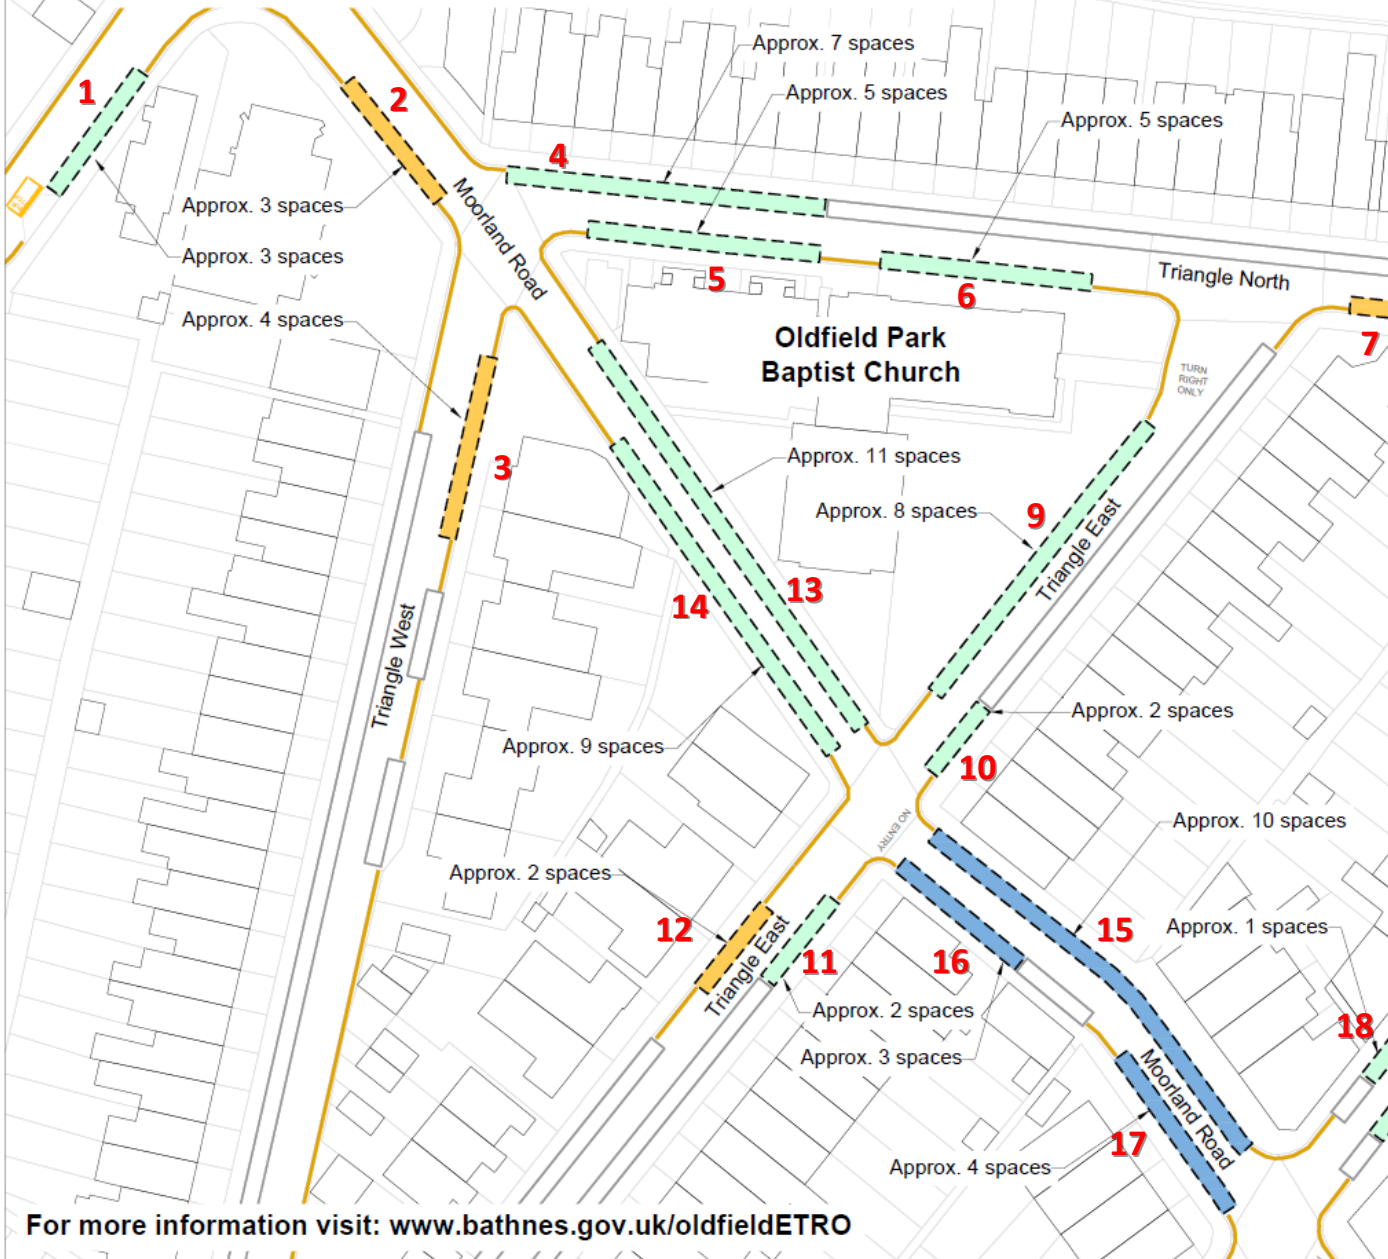 Approx. 7 spaces
1
2
Approx. 5 spaces
Approx. 5 spaces
4
Approx. 3 spaces
Moorland Road
Approx. 3 spaces
5
6
Triangle North
Approx. 4 spaces
Oldfield Park
Baptist Church
7
TURN
RIGHT
ONLY
3
Approx. 11 spaces
Approx. 8 spaces
9
Triangle East
13
14
Triangle West
Approx. 2 spaces
Approx. 9 spaces
10
NO ENTRY
Approx. 10 spaces
Approx. 2 spaces
12
15
Approx. 1 spaces
Triangle East
11
16
Approx. 2 spaces
18
Approx. 3 spaces
Moorland Road
17
Approx. 4 spaces
For more information visit: www.bathnes.gov.uk/oldfieldETRO